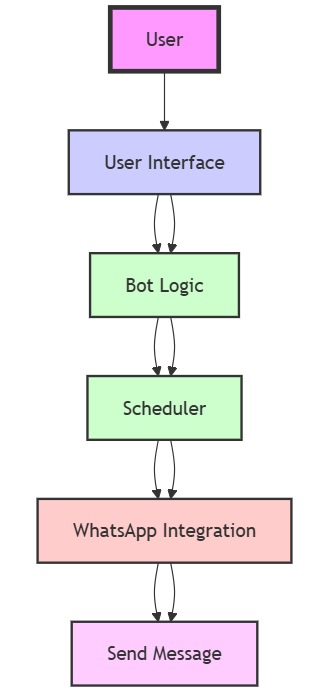 User
User Interface
Bot Logic
Scheduler
WhatsApp Integration
Send Message